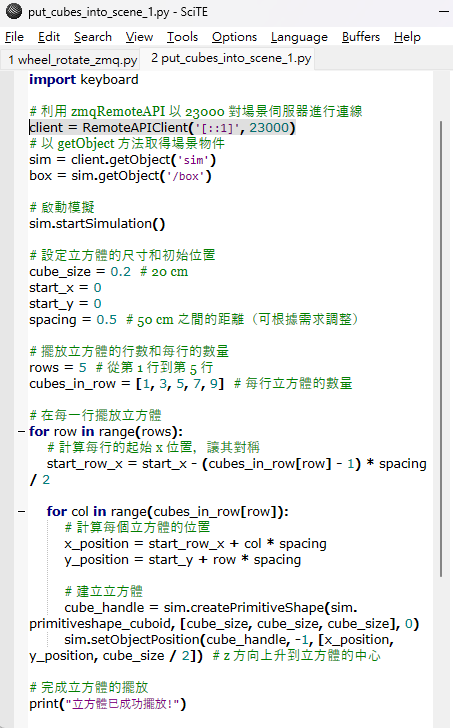 put_cubes_into_scene_1.py - SciTE
File Edit Search View Tools Options Language Buffers Help
1 wheel_rotate_zmq.py 2 put_cubes_into_scene_1.py
import keyboard
# 利用 zmqRemoteAPI 以 23000 對場景伺服器進行連線
client = RemoteAPIClient('[::1]', 23000)
# 以 getObject 方法取得場景物件
sim = client.getObject('sim')
box = sim.getObject('/box')
# 啟動模擬
sim.startSimulation()
# 設定立方體的尺寸和初始位置
cube_size = 0.2 # 20 cm
start_x = 0
start_y = 0
spacing = 0.5 # 50 cm 之間的距離（可根據需求調整）
# 擺放立方體的行數和每行的數量
rows = 5 # 從第 1 行到第 5 行
cubes_in_row = [1, 3, 5, 7, 9] # 每行立方體的數量
# 在每一行擺放立方體
for row in range(rows):
# 計算每行的起始 x 位置，讓其對稱
start_row_x = start_x - (cubes_in_row[row] - 1) * spacing
/ 2
for col in range(cubes_in_row[row]):
# 計算每個立方體的位置
x_position = start_row_x + col * spacing
y_position = start_y + row * spacing
# 建立立方體
cube_handle = sim.createPrimitiveShape(sim.
primitiveshape_cuboid, [cube_size, cube_size, cube_size], 0)
sim.setObjectPosition(cube_handle, -1, [x_position,
y_position, cube_size / 2]) # z 方向上升到立方體的中心
# 完成立方體的擺放
print("立方體已成功擺放!")